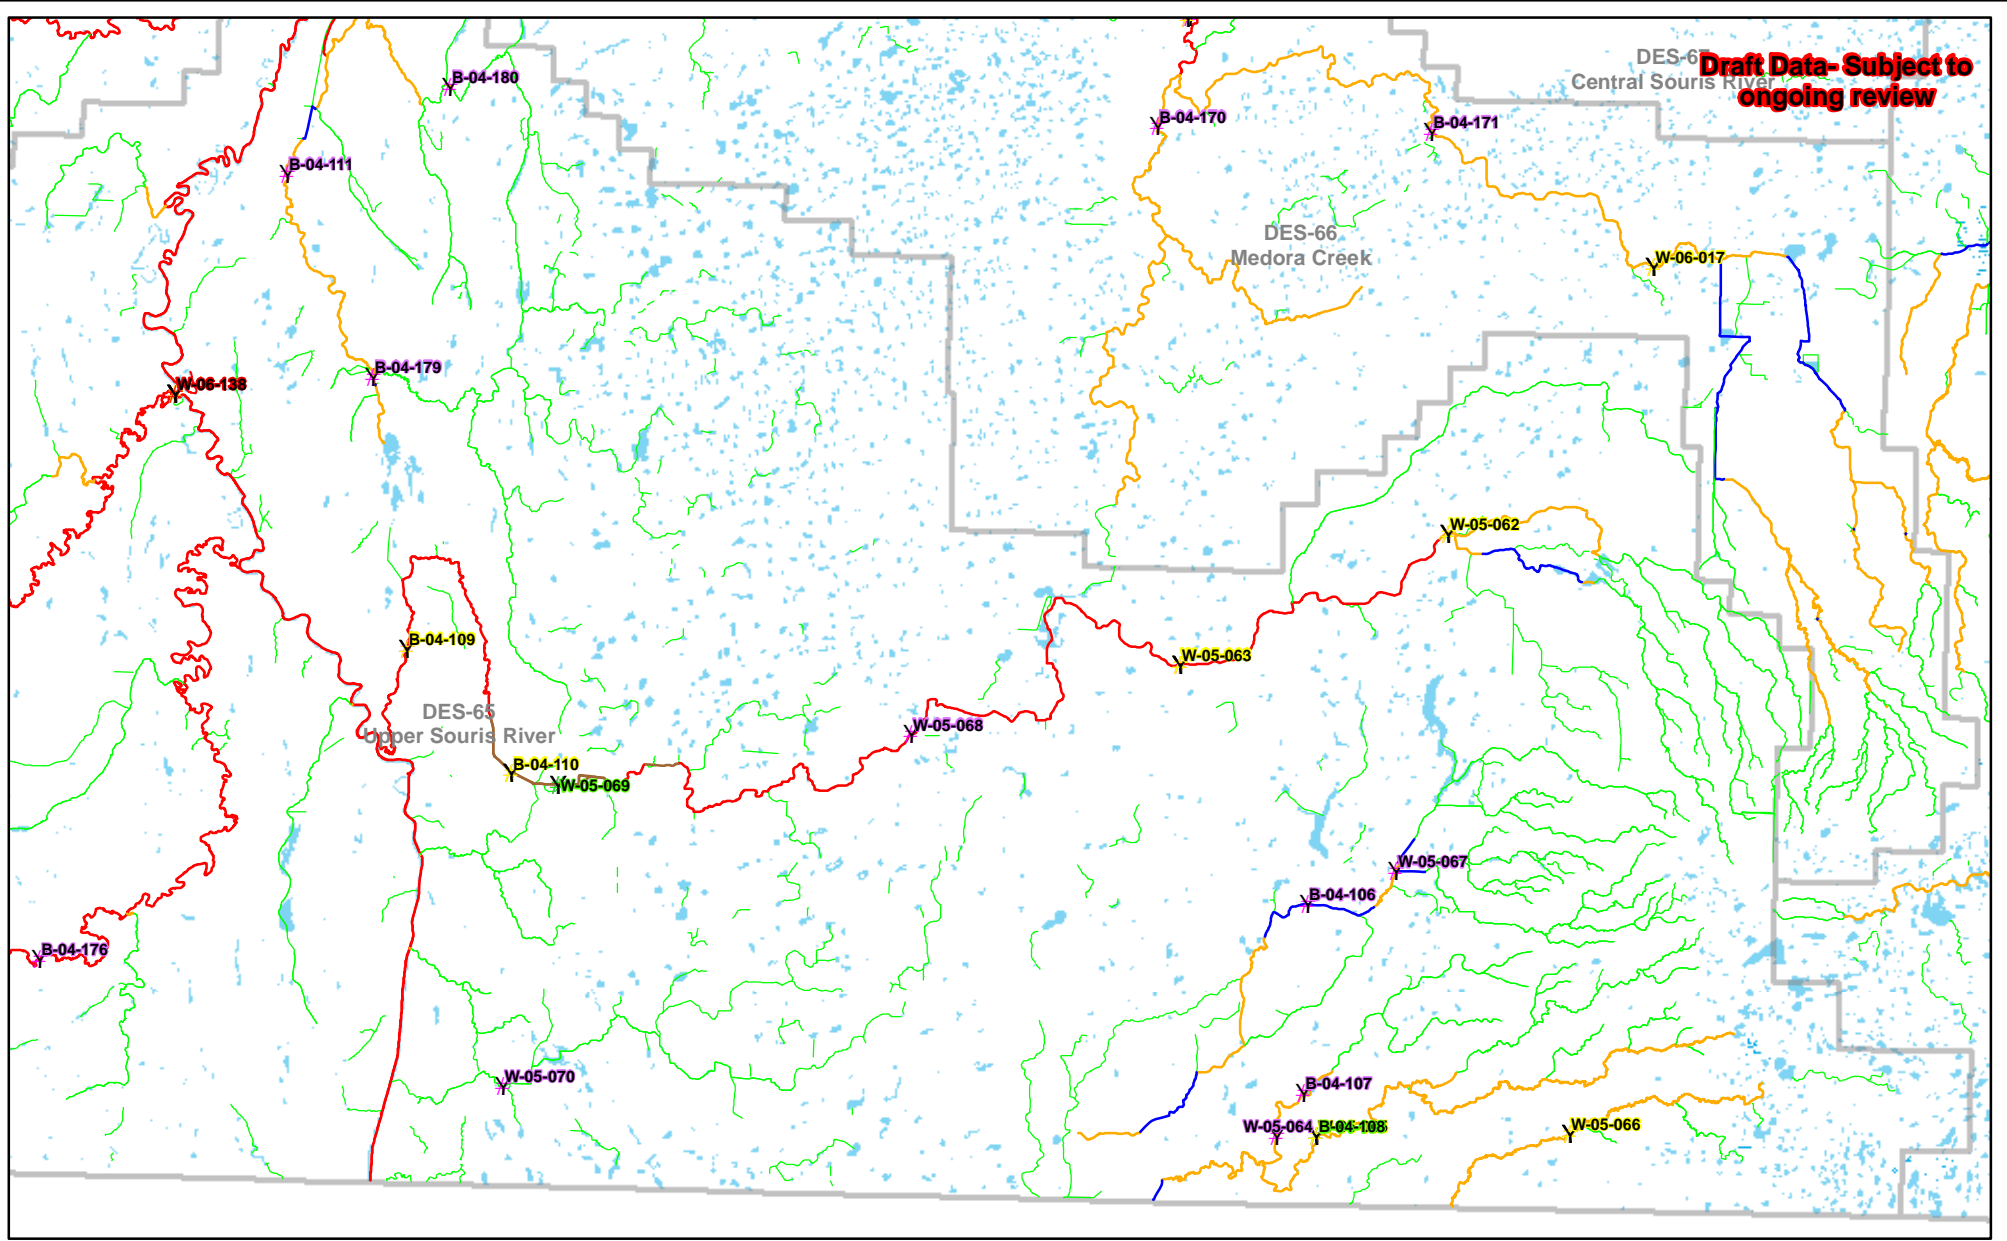 DES-67
Central Souris River
Draft Data- Subject to
ongoing review
B-04-180
B-04-170
B-04-171
B-04-111
DES-66
Medora Creek
W-06-017
B-04-179
W-06-138
W-05-062
B-04-109
W-05-063
DES-65
Upper Souris River
W-05-068
B-04-110
W-05-069
W-05-067
B-04-106
B-04-176
W-05-070
B-04-107
W-05-064
B-04-108
W-05-066